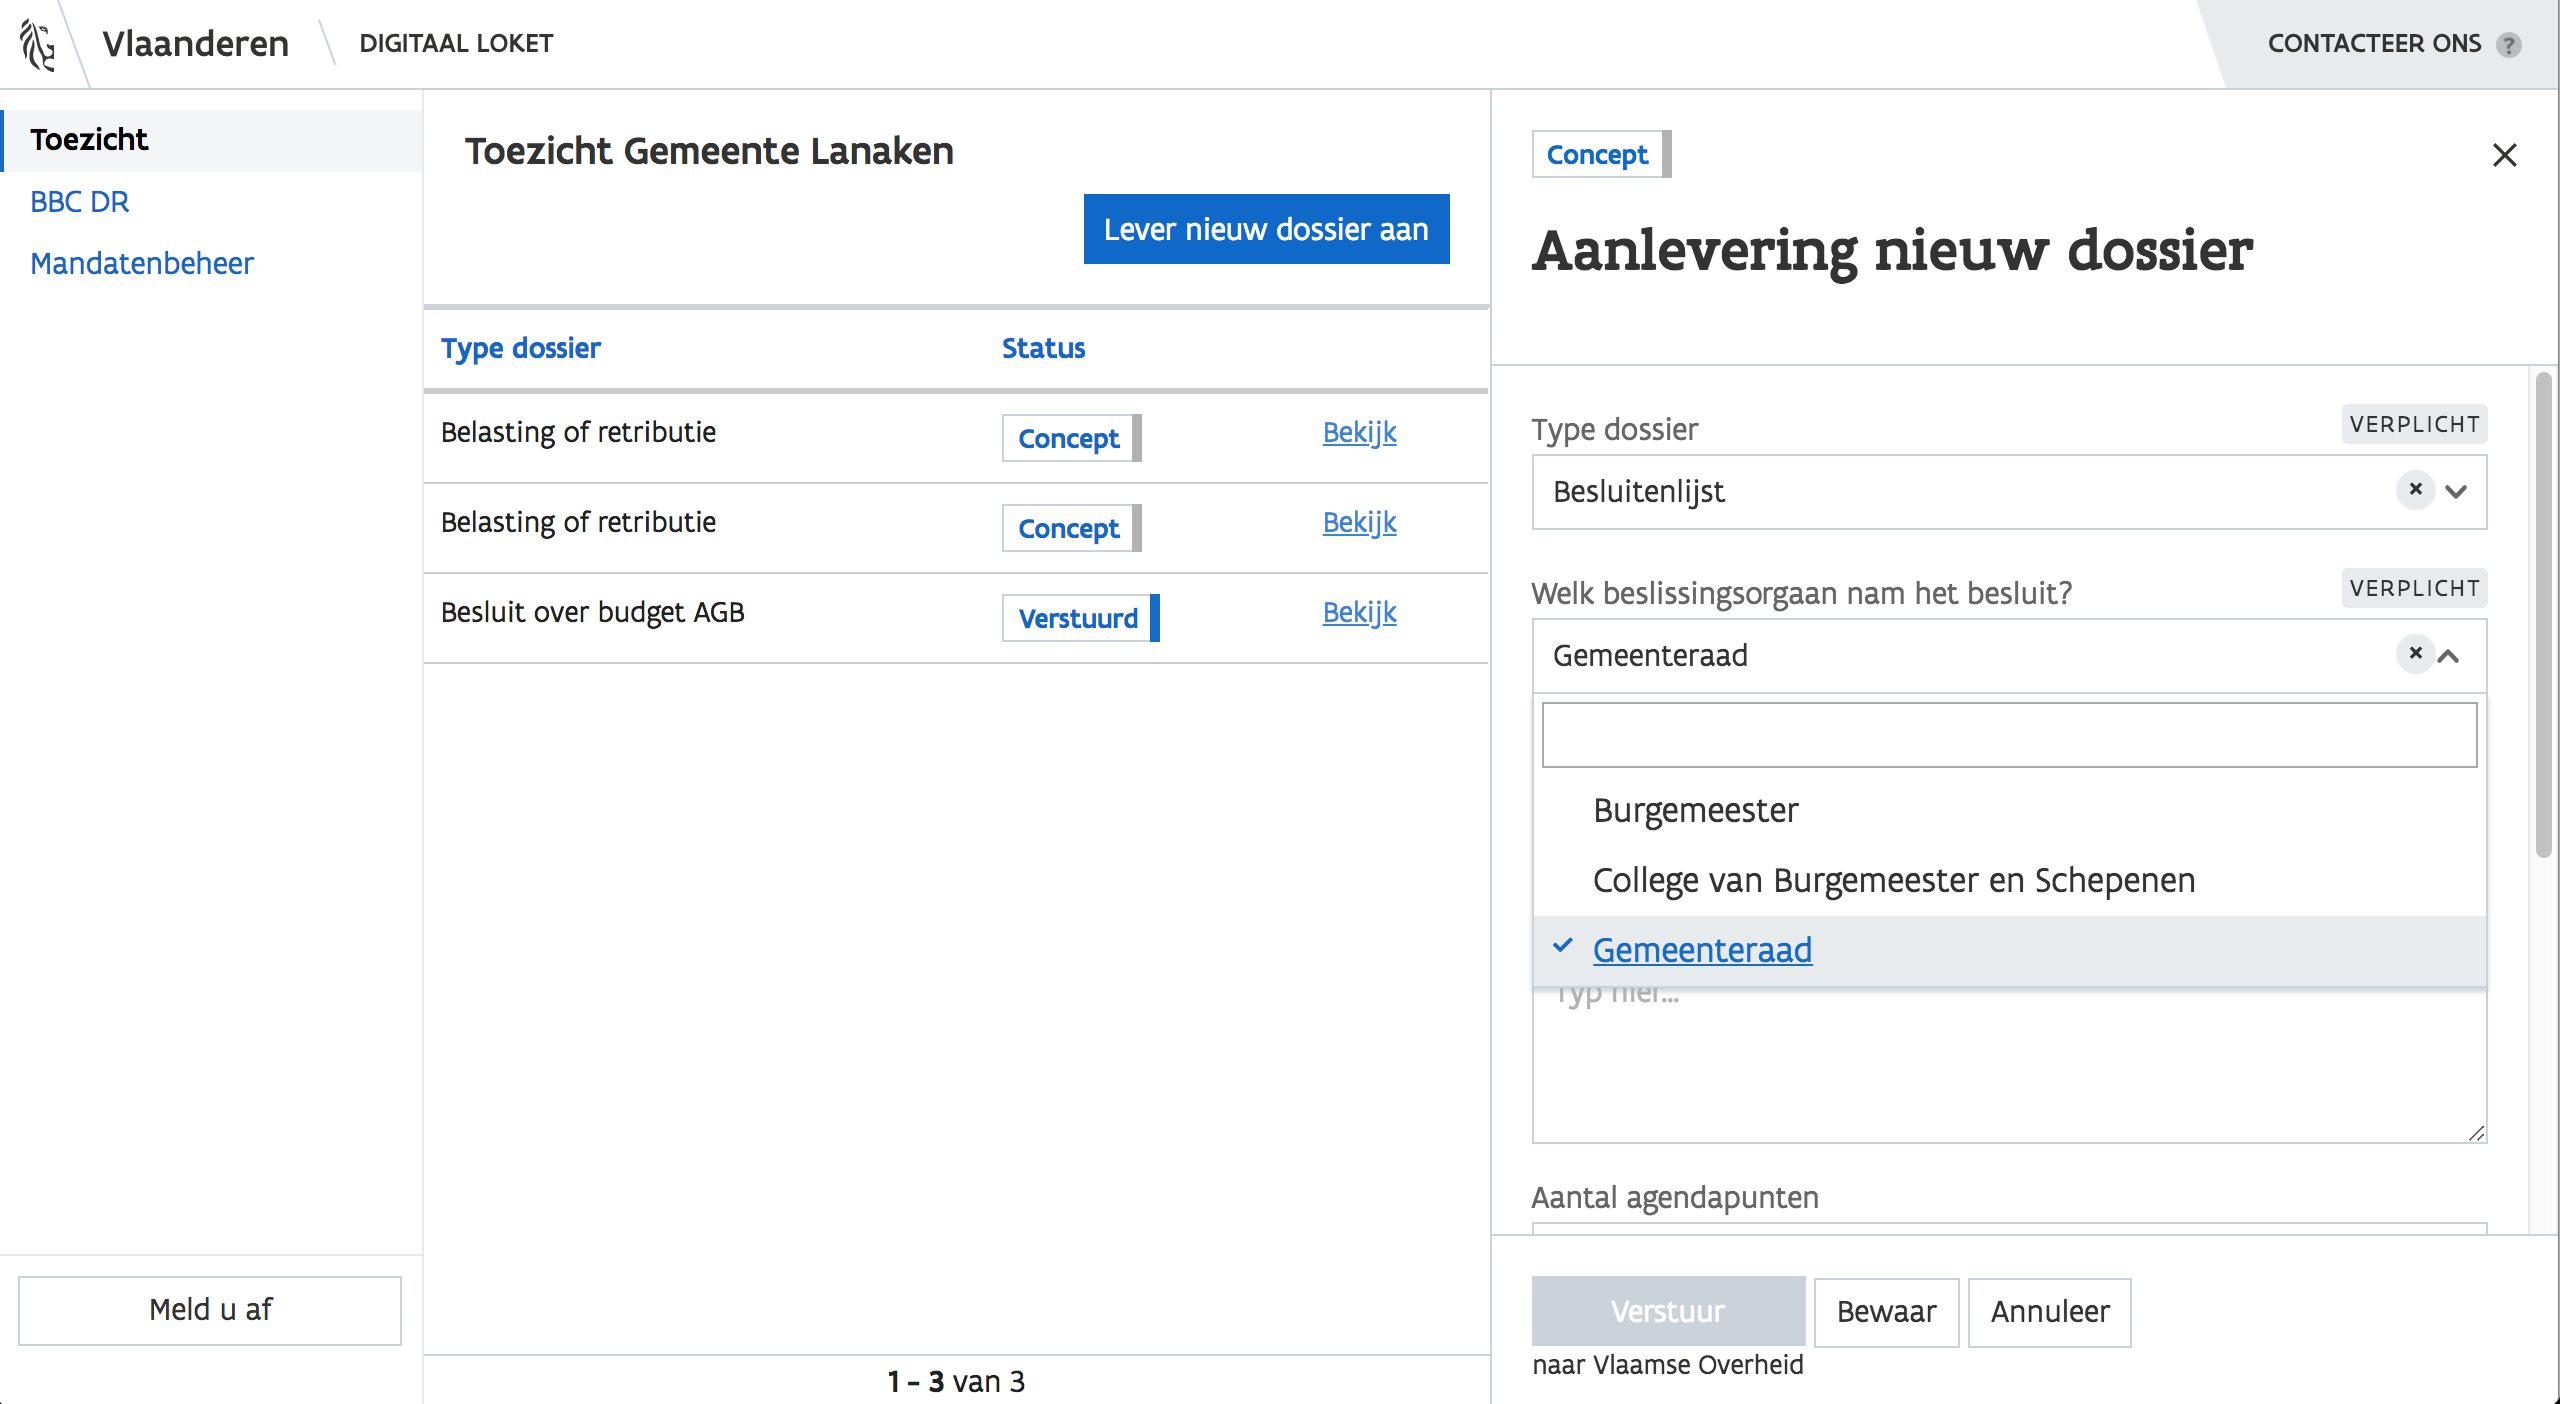 Vlaanderen
DIGITAAL LOKET
CONTACTEER ONS ?
Toezicht
BBC DR
Mandatenbeheer
Meld u af
Toezicht Gemeente Lanaken
Lever nieuw dossier aan
Type dossier Status
Belasting of retributie Concept Bekijk
Belasting of retributie Concept Bekijk
Besluit over budget AGB Verstuurd Bekijk
1 - 3 van 3
Concept
Aanlevering nieuw dossier
Type dossier VERPLICHT
Besluitenlijst
Welk beslissingsorgaan nam het besluit? VERPLICHT
Gemeenteraad
Burgemeester
College van Burgemeester en Schepenen
Gemeenteraad
Typ hier...
Aantal agendapunten
Verstuur Bewaar Annuleer
naar Vlaamse Overheid